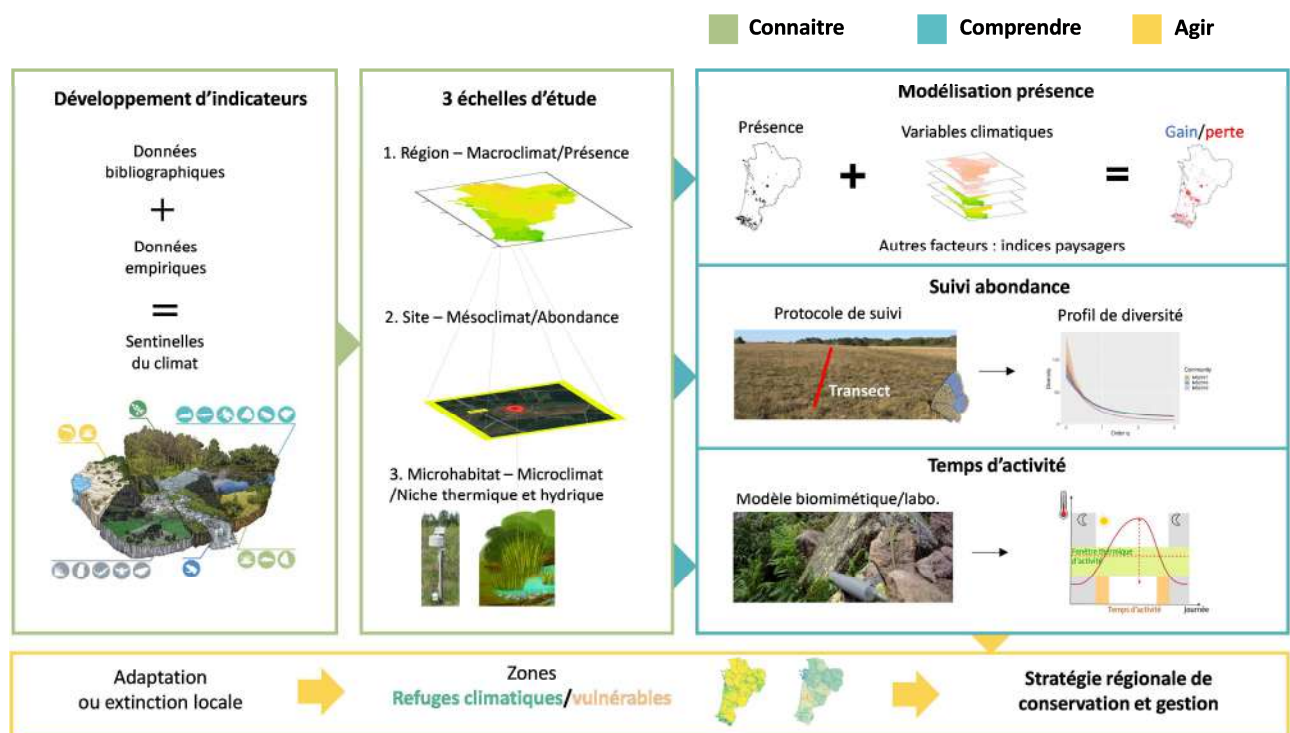 Connaitre
Comprendre
Agir
Développement d'indicateurs
Données
bibliographiques
+
Données
empiriques
=
Sentinelles
du climat
3 échelles d'étude
1. Région – Macroclimat/Présence
2. Site – Mésoclimat/Abondance
3. Microhabitat – Microclimat
/Niche thermique et hydrique
Modélisation présence
Présence
Variables climatiques
Gain/perte
+
=
Autres facteurs : indices paysagers
Suivi abondance
Protocole de suivi
Profil de diversité
Transect
Diversity
Community
Order q
Temps d'activité
Modèle biomimétique/labo.
Fenêtre thermique
d'activité
Temps d'activité
journée
Adaptation
ou extinction locale
Zones
Refuges climatiques/vulnérables
Stratégie régionale de
conservation et gestion